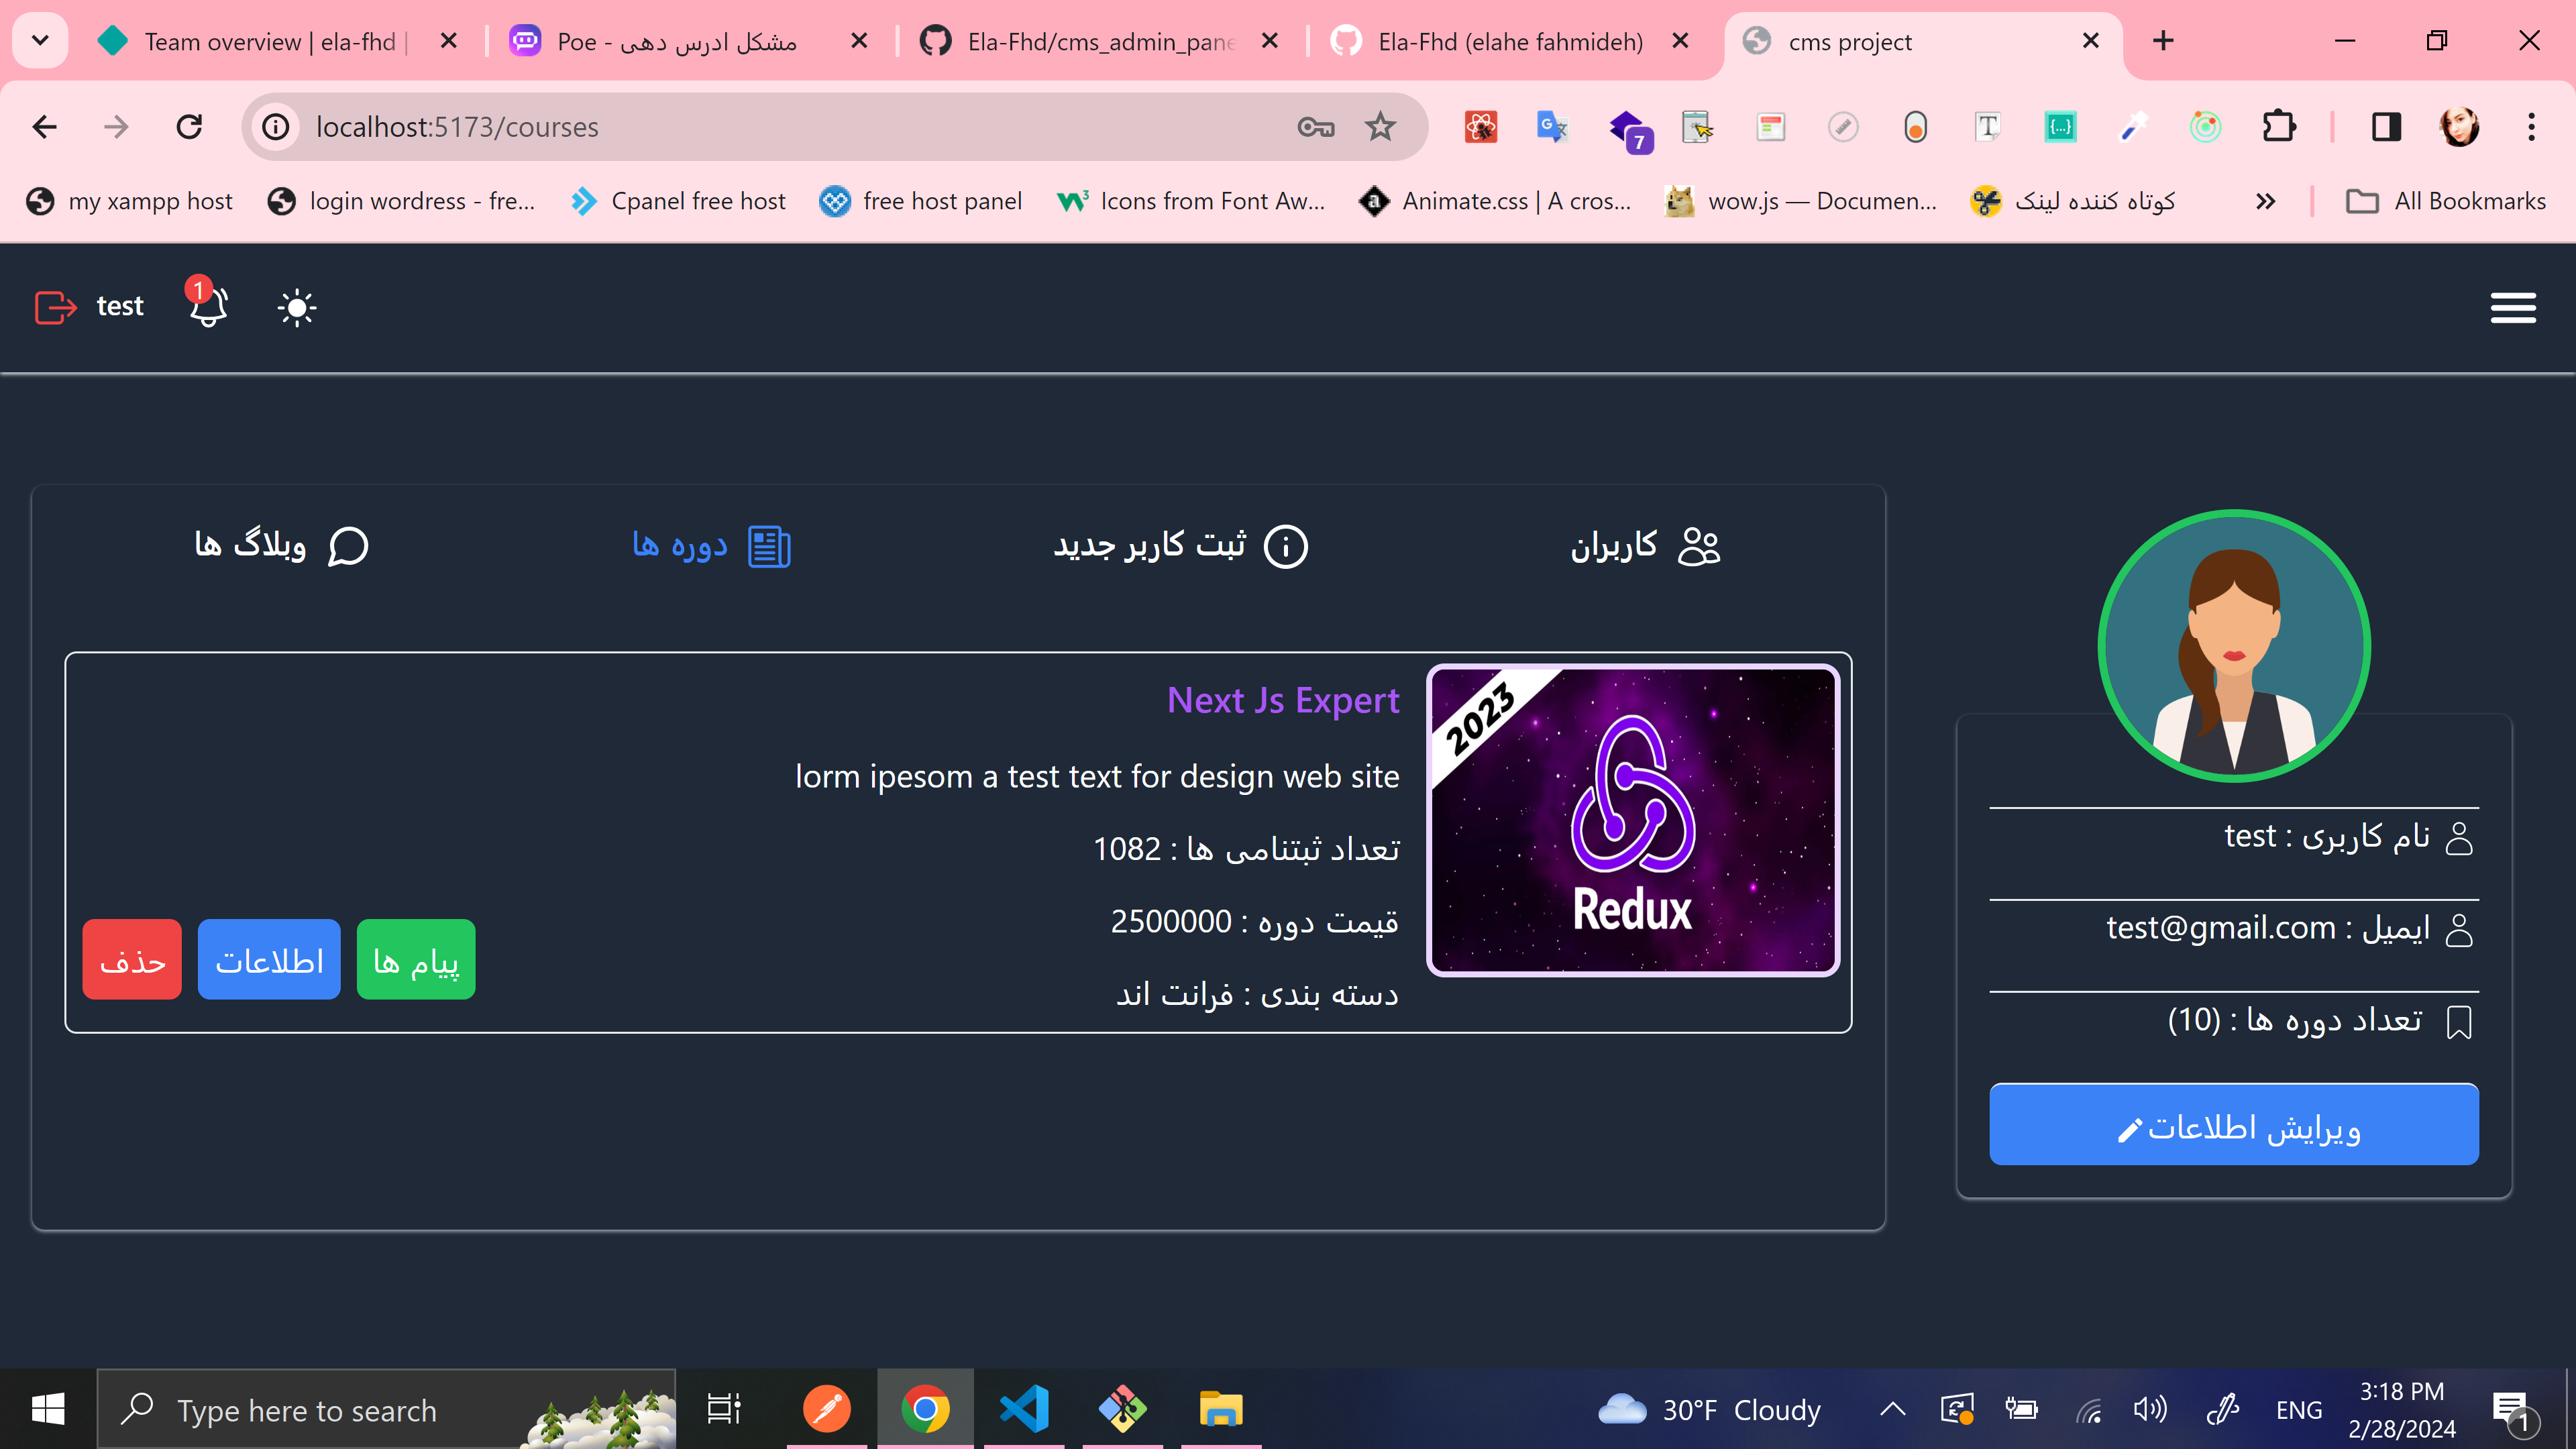 Team overview | ela-fhd |
Poe - مشکل ادرس دهی
Ela-Fhd/cms_admin_pane
Ela-Fhd (elahe fahmideh)
cms project
localhost:5173/courses
7
my xampp host
login wordress - fre...
Cpanel free host
free host panel
Icons from Font Aw...
Animate.css | A cros...
wow.js — Documen...
کوتاه کننده لینک
All Bookmarks
test
1
کاربران
ثبت کاربر جدید
دوره ها
وبلاگ ها
2023
Redux
Next Js Expert
lorm ipesom a test text for design web site
تعداد ثبتنامی ها : 1082
قیمت دوره : 2500000
دسته بندی : فرانت اند
پیام ها
اطلاعات
حذف
نام کاربری : test
ایمیل : test@gmail.com
تعداد دوره ها : (10)
ویرایش اطلاعات
Type here to search
30°F Cloudy
ENG
3:18 PM
2/28/2024
1